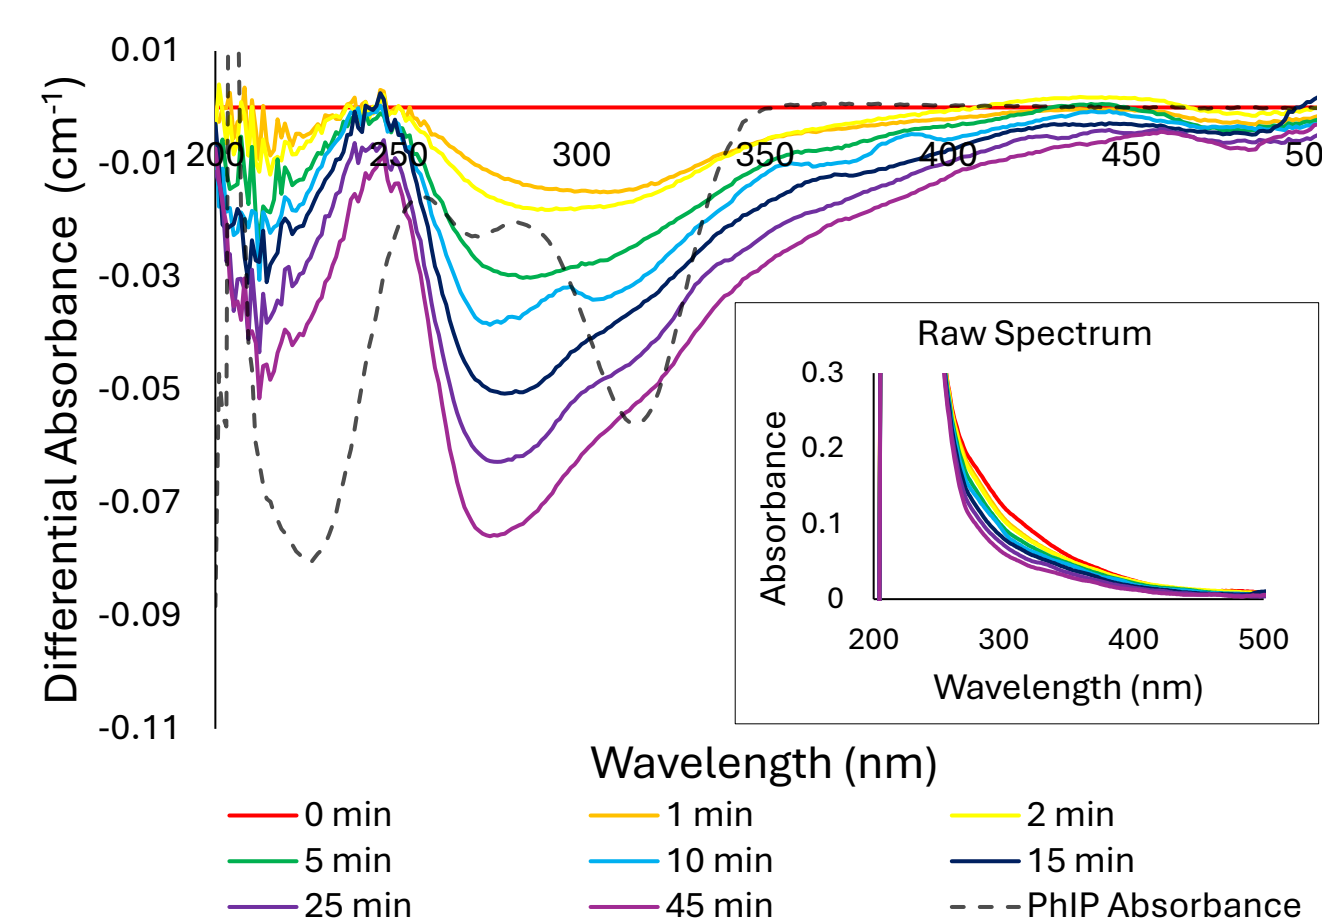 0.01
-0.01
-0.03
-0.05
-0.07
-0.09
-0.11
Differential Absorbance (cm-1)
200 250 300 350 400 450 50
Wavelength (nm)
Raw Spectrum
0.3
0.2
0.1
0
Absorbance
200 300 400 500
Wavelength (nm)
0 min 1 min 2 min
5 min 10 min 15 min
25 min 45 min PhIP Absorbance